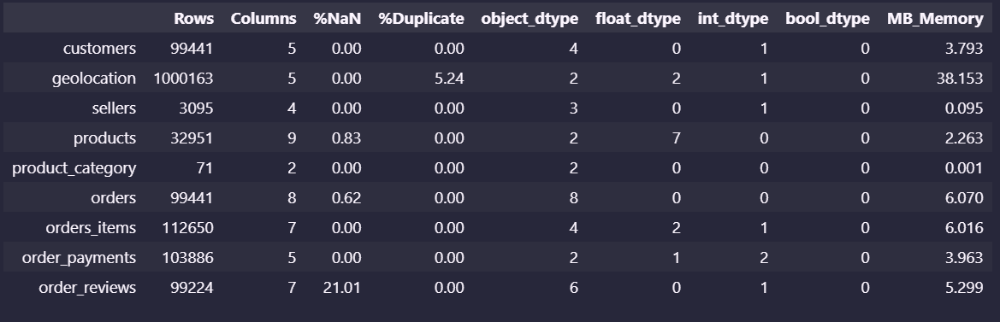 Rows Columns %NaN %Duplicate object_dtype float_dtype int_dtype bool_dtype MB_Memory
customers 99441 5 0.00 0.00 4 0 1 0 3.793
geolocation 1000163 5 0.00 5.24 2 2 1 0 38.153
sellers 3095 4 0.00 0.00 3 0 1 0 0.095
products 32951 9 0.83 0.00 2 7 0 0 2.263
product_category 71 2 0.00 0.00 2 0 0 0 0.001
orders 99441 8 0.62 0.00 8 0 0 0 6.070
orders_items 112650 7 0.00 0.00 4 2 1 0 6.016
order_payments 103886 5 0.00 0.00 2 1 2 0 3.963
order_reviews 99224 7 21.01 0.00 6 0 1 0 5.299